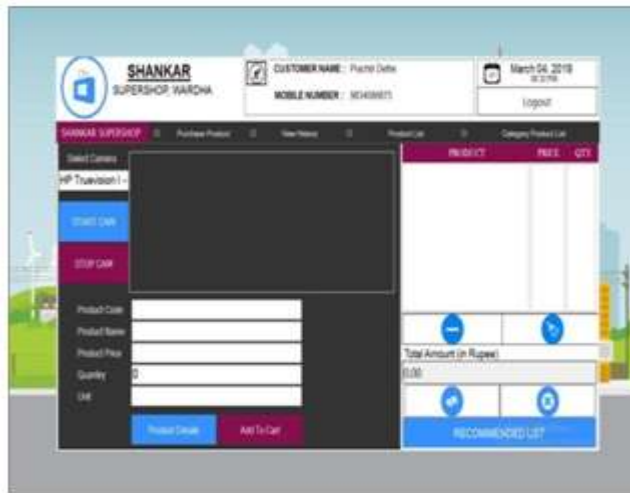 SHANKAR
SUPERSHOP, WARDHA
CUSTOMER NAME :
MOBILE NUMBER :
March 04, 2019
Logout
SHANKAR SUPERSHOP
Purchase Product
View History
Product List
Category Product List
Select Camera
HP Truevision
START CAM
STOP CAM
PRODUCT PRICE QTY
Product Code
Product Name
Product Price
Quantity 0
Unit
Product Details
Add To Cart
Total Amount (in Rupee)
0.00
RECOMMENDED LIST